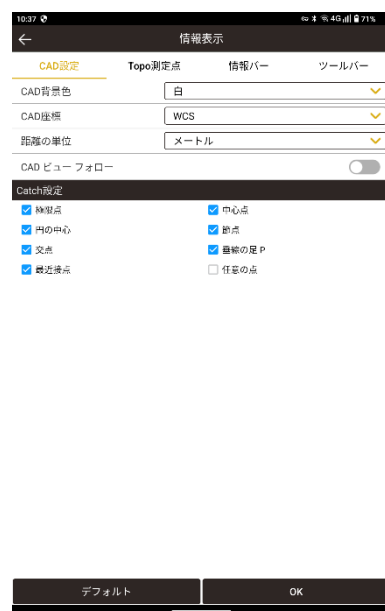 10:37 4G 71%
情報表示
CAD設定 Topo測定点 情報バー ツールバー
CAD背景色 白
CAD座標 WCS
距離の単位 メートル
CAD ビュー フォロー
Catch設定
極限点 中心点
円の中心 節点
交点 垂線の足 P
最近接点 任意の点
デフォルト OK